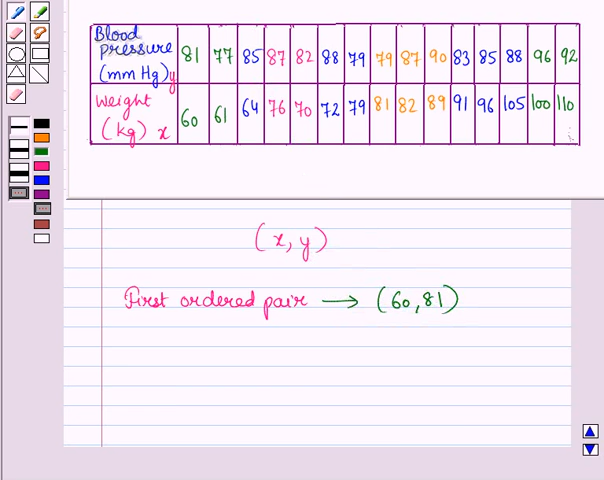 Blood pressure (mm Hg) y 81 77 85 87 82 88 79 79 87 90 83 85 88 96 92
Weight (kg) x 60 61 64 76 70 72 79 81 82 89 91 96 105 100 110
(x, y)
First ordered pair → (60, 81)